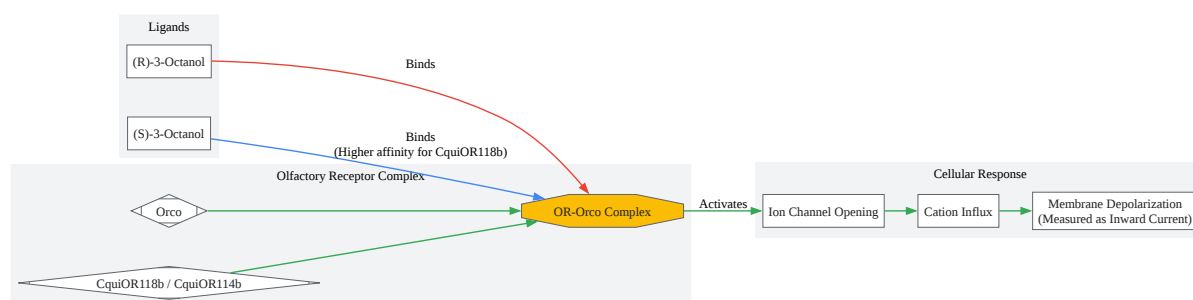 Ligands
(R)-3-Octanol
Binds
(S)-3-Octanol
Binds
(Higher affinity for CquiOR118b)
Olfactory Receptor Complex
Orco
OR-Orco Complex
CquiOR118b / CquiOR114b
Activates
Cellular Response
Ion Channel Opening
Cation Influx
Membrane Depolarization
(Measured as Inward Current)